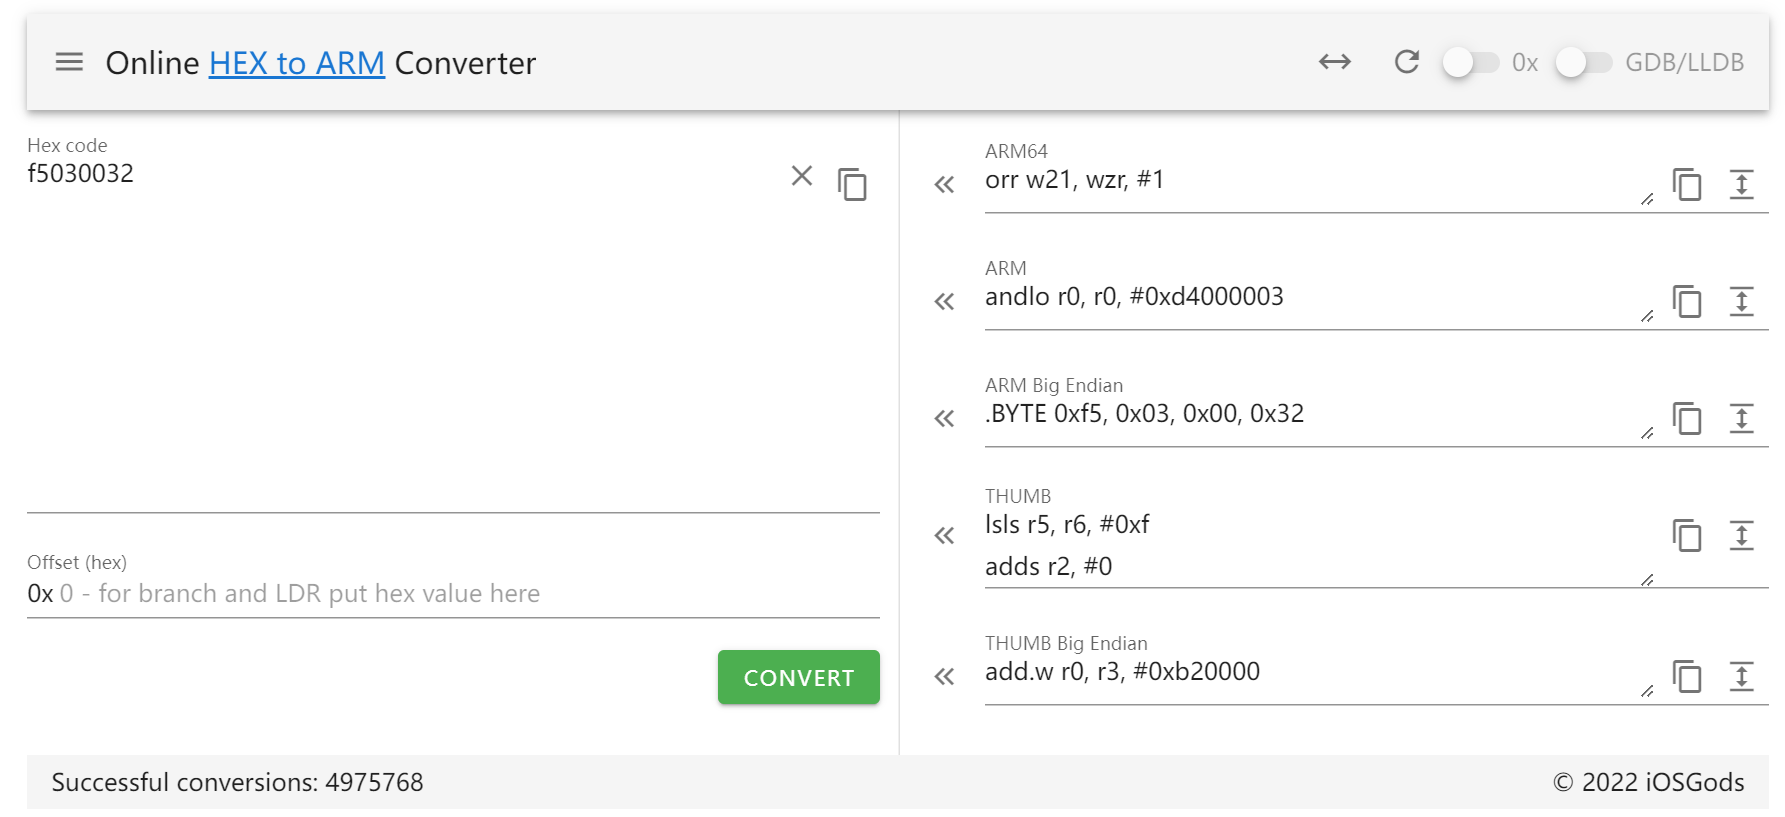 Online HEX to ARM Converter
0x
GDB/LLDB
Hex code
f5030032
Offset (hex)
0x 0 - for branch and LDR put hex value here
CONVERT
ARM64
orr w21, wzr, #1
ARM
andlo r0, r0, #0xd4000003
ARM Big Endian
.BYTE 0xf5, 0x03, 0x00, 0x32
THUMB
lsls r5, r6, #0xf
adds r2, #0
THUMB Big Endian
add.w r0, r3, #0xb20000
Successful conversions: 4975768
© 2022 iOSGods